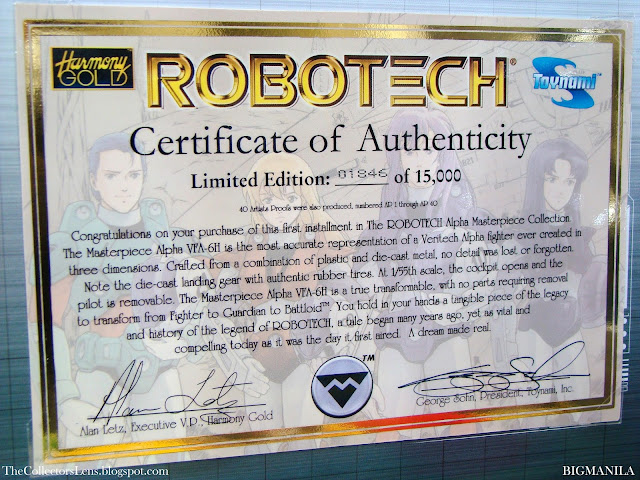 Harmony
GOLD
ROBOTECH®
Toynami™
Certificate of Authenticity
Limited Edition: 01846 of 15,000
40 Artists Proofs were also produced, numbered AP 1 through AP 40
Congratulations on your purchase of this first installment in The ROBOTECH Alpha Masterpiece Collection
The Masterpiece Alpha VFA-6H is the most accurate representation of a Veritech Alpha fighter ever created in
three dimensions. Crafted from a combination of plastic and die-cast metal, no detail was lost or forgotten.
Note the die-cast landing gear with authentic rubber tires. At 1/55th scale, the cockpit opens and the
pilot is removable. The Masterpiece Alpha VFA-6H is a true transformable, with no parts requiring removal
to transform from Fighter to Guardian to Battloid™. You hold in your hands a tangible piece of the legacy
and history of the legend of ROBOTECH, a tale began many years ago, yet as vital and
compelling today as it was the day it first aired. A dream made real.
TM
Alan Letz
Alan Letz, Executive V.P. Harmony Gold
George Sohn, President, Toynami, Inc.
TheCollectorsLens.blogspot.com
BIGMANILA